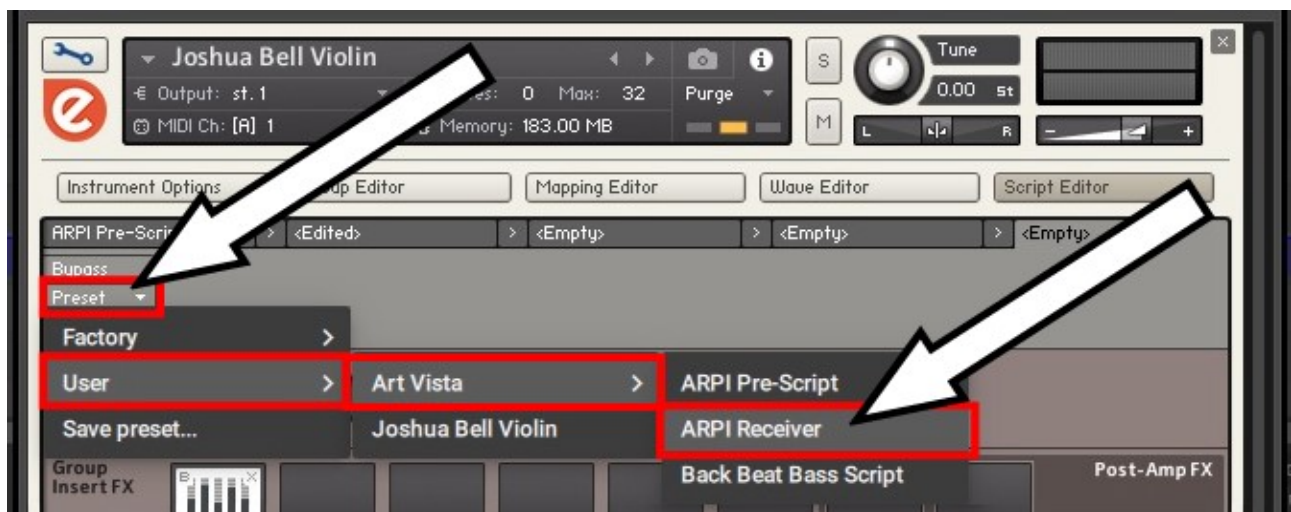 Joshua Bell Violin
S
Tune
Output: st.1
0 Max: 32
Purge
0.00 st
MIDI Ch: [A] 1
Memory: 183.00 MB
M
L
R
- +
Instrument Options
Editor
Mapping Editor
Wave Editor
Script Editor
ARPI Pre-Scri
> <Edited>
> <Empty>
> <Empty>
> <Empty>
Bypass
Preset
Factory >
User >
Art Vista >
ARPI Pre-Script
ARPI Receiver
Save preset...
Joshua Bell Violin
Back Beat Bass Script
Group
Insert FX
Post-Amp FX